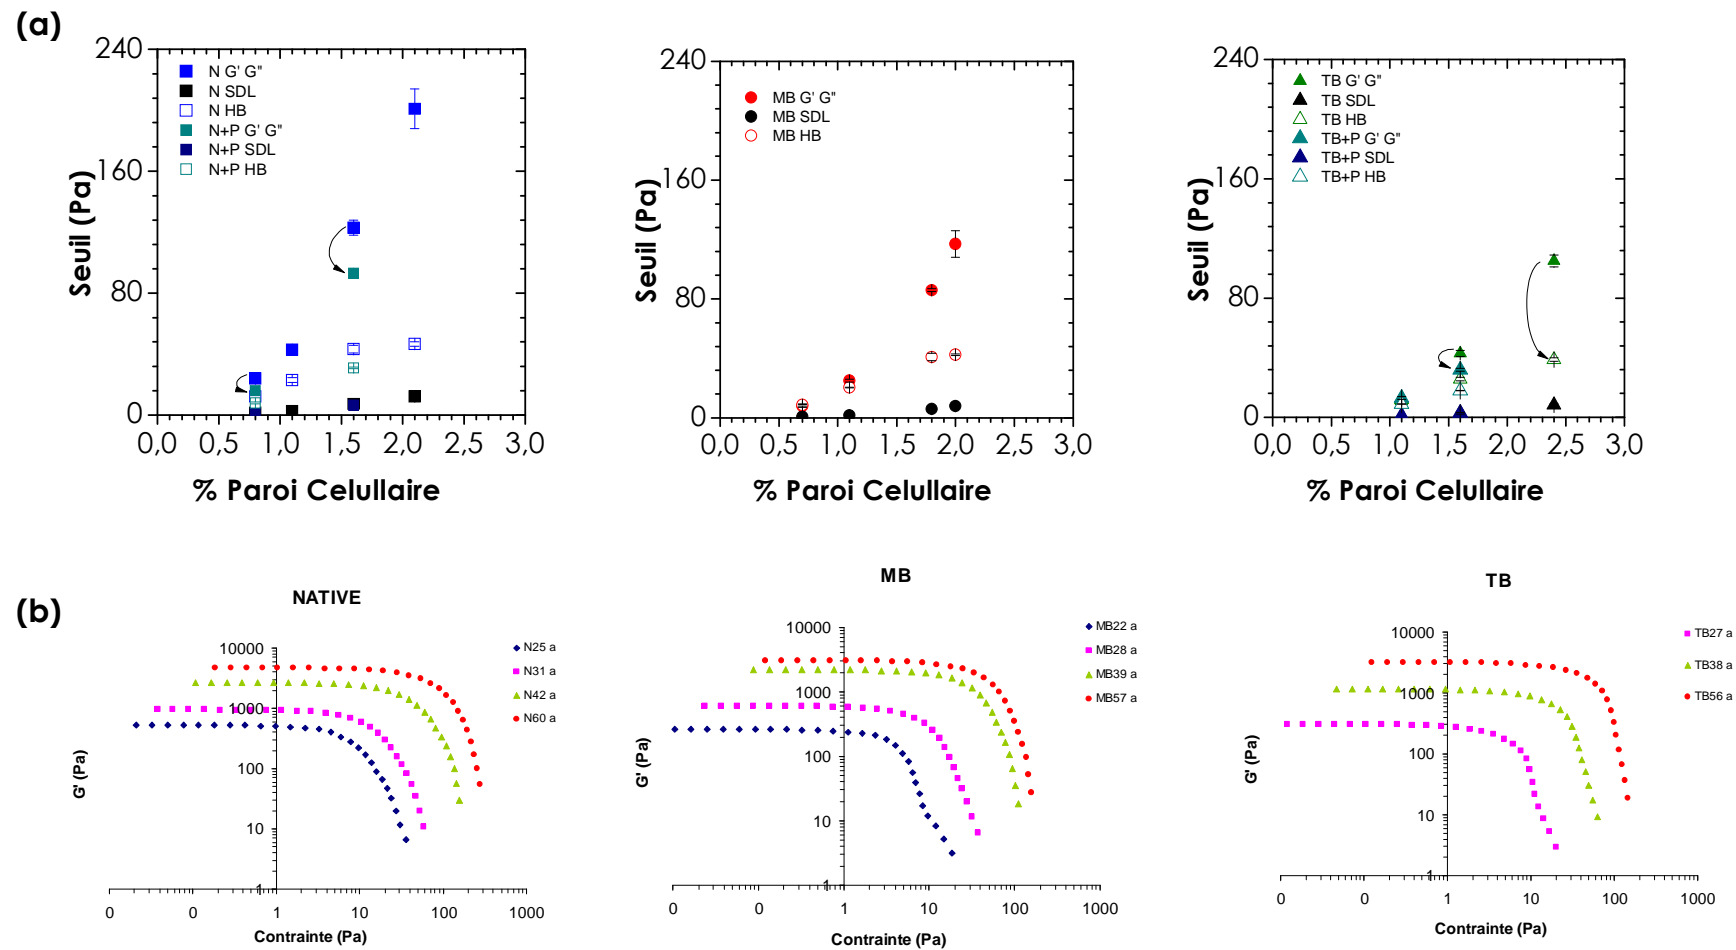 (a)
240
160
80
0
Seuil (Pa)
N G' G"
N SDL
N HB
N+P G' G"
N+P SDL
N+P HB
0,0 0,5 1,0 1,5 2,0 2,5 3,0
% Paroi Celullaire
240
160
80
0
Seuil (Pa)
MB G' G"
MB SDL
MB HB
0,0 0,5 1,0 1,5 2,0 2,5 3,0
% Paroi Celullaire
240
160
80
0
Seuil (Pa)
TB G' G"
TB SDL
TB HB
TB+P G' G"
TB+P SDL
TB+P HB
0,0 0,5 1,0 1,5 2,0 2,5 3,0
% Paroi Celullaire
(b)
NATIVE
10000
1000
100
10
1
G' (Pa)
N25 a
N31 a
N42 a
N60 a
0 0 1 10 100 1000
Contrainte (Pa)
MB
10000
1000
100
10
1
G' (Pa)
MB22 a
MB28 a
MB39 a
MB57 a
0 0 1 10 100 1000
Contrainte (Pa)
TB
10000
1000
100
10
1
G' (Pa)
TB27 a
TB38 a
TB56 a
0 0 1 10 100 1000
Contrainte (Pa)